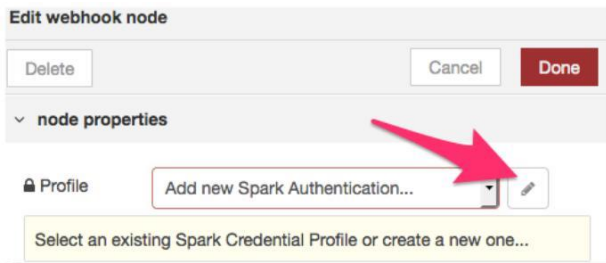 Edit webhook node
Delete Cancel Done
node properties
Profile Add new Spark Authentication...
Select an existing Spark Credential Profile or create a new one...